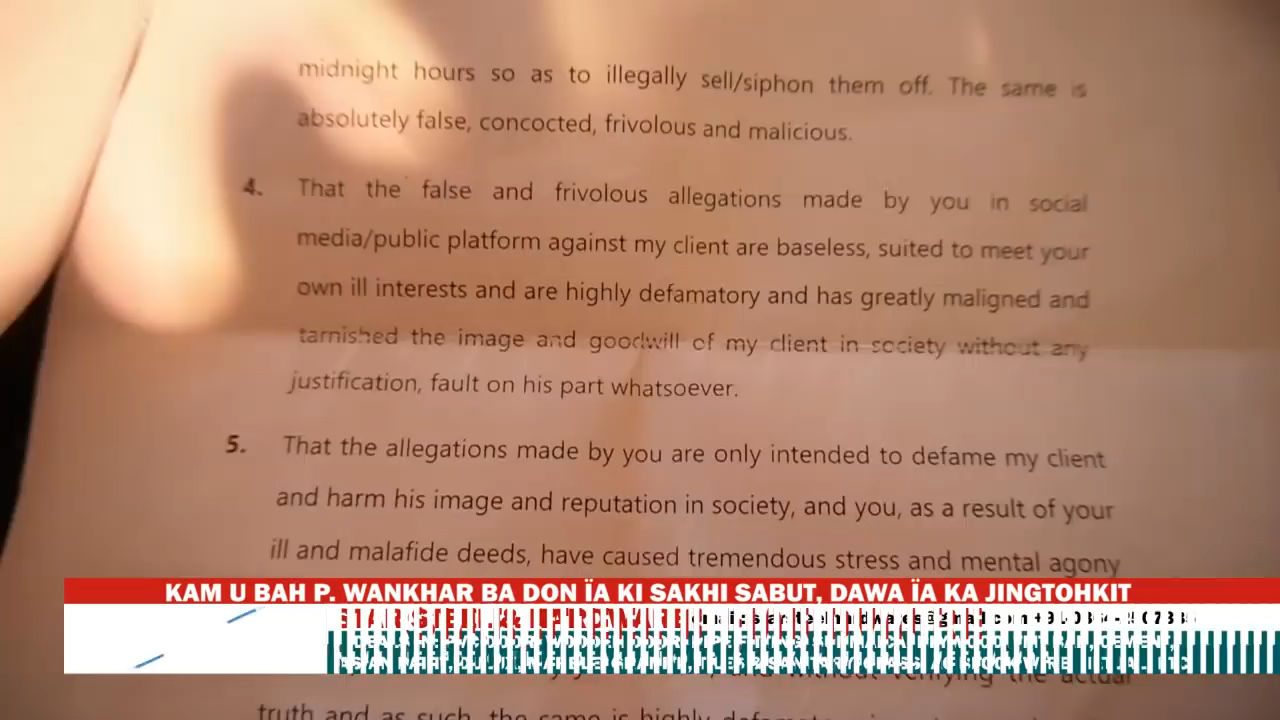 midnight hours so as to illegally sell/siphon them off. The same is
absolutely false, concocted, frivolous and malicious.
4. That the false and frivolous allegations made by you in social
media/public platform against my client are baseless, suited to meet your
own ill interests and are highly defamatory and has greatly maligned and
tarnished the image and goodwill of my client in society without any
justification, fault on his part whatsoever.
5. That the allegations made by you are only intended to defame my client
and harm his image and reputation in society, and you, as a result of your
ill and malafide deeds, have caused tremendous stress and mental agony
KAM U BAH P. WANKHAR BA DON ÏA KI SAKHI SABUT, DAWA ÏA KA JINGTOHKIT
without verifying the actual
truth and as such, the same is highly